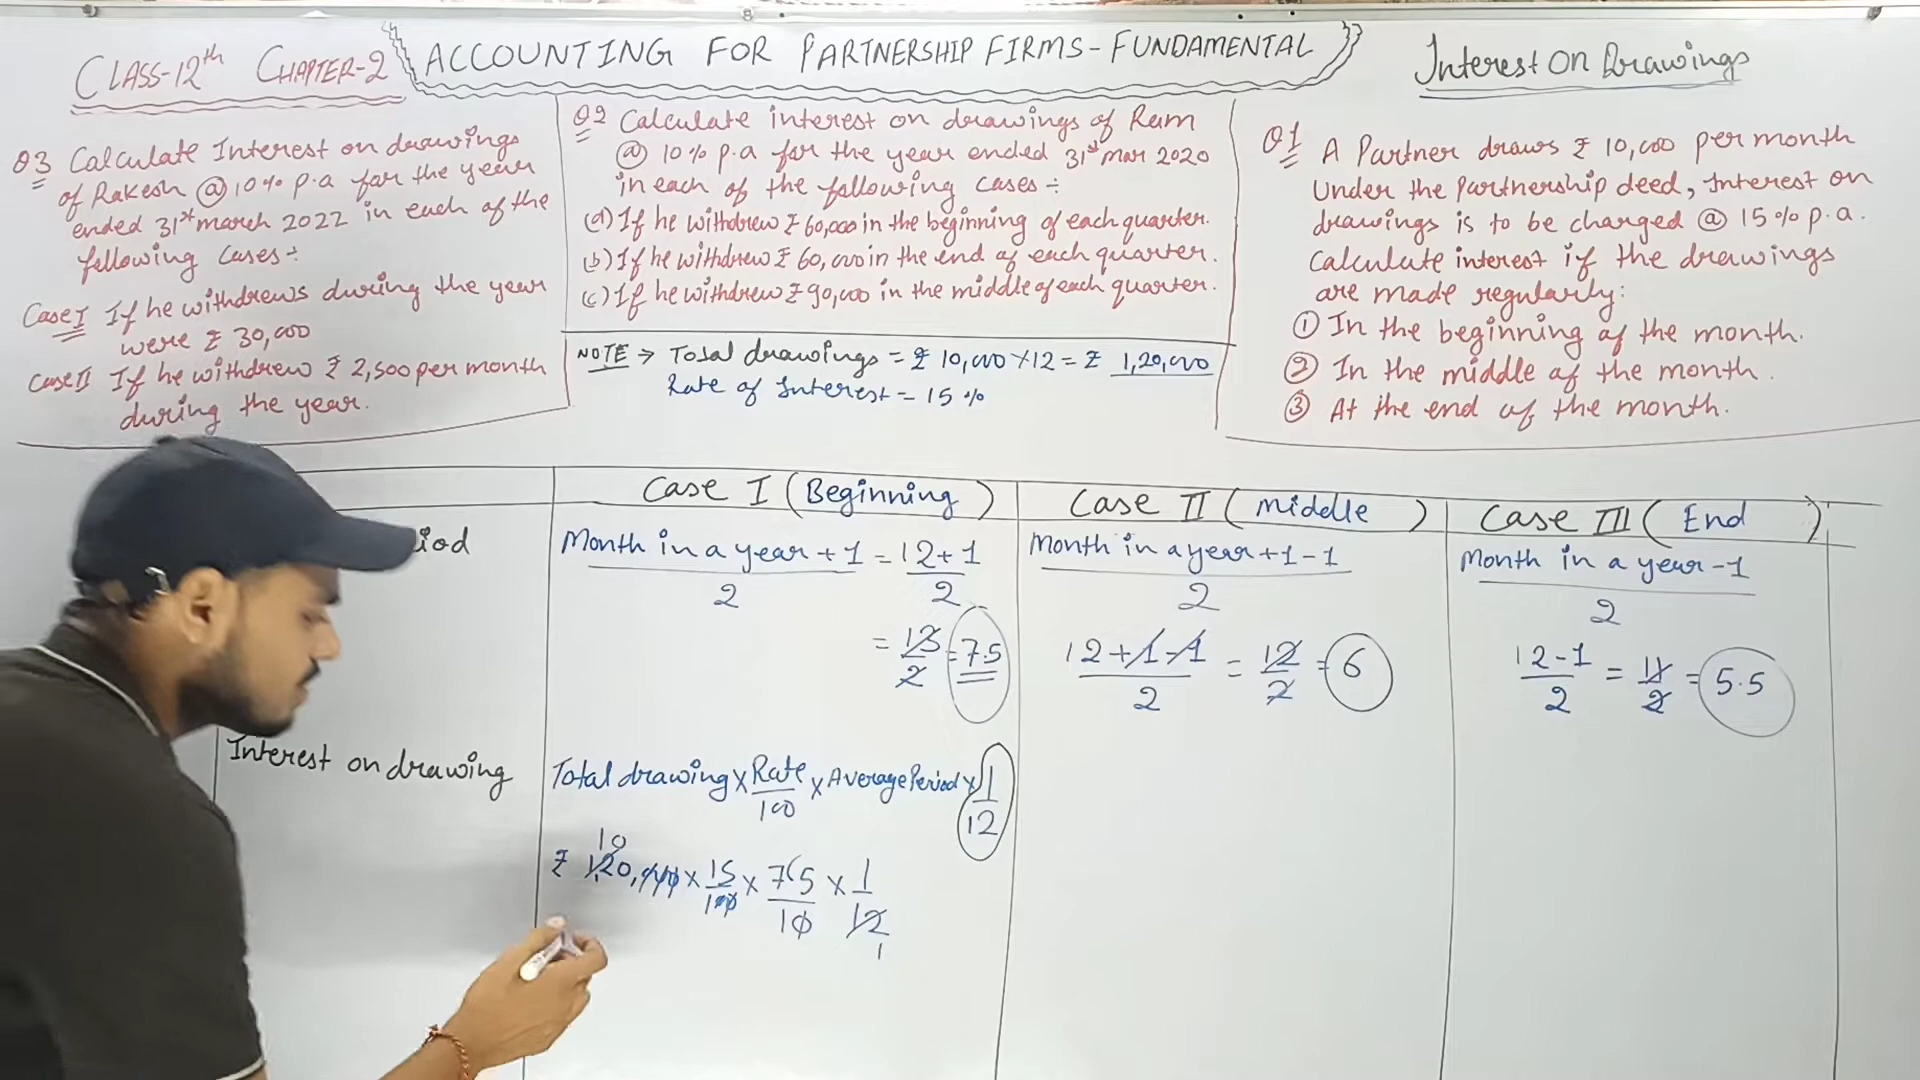 CLASS-12th CHAPTER-2
ACCOUNTING FOR PARTNERSHIP FIRMS-FUNDAMENTAL
Interest On Drawings
Q3 Calculate Interest on drawings
of Rakesh @ 10% p.a for the year
ended 31st march 2022 in each of the
following cases:-
Case I If he withdrews during the year
were ₹ 30,000
Case II If he withdrew ₹ 2,500 per month
during the year.
Q2 Calculate interest on drawings of Ram
@ 10% p.a for the year ended 31st mar 2020
in each of the following cases:-
(a) If he withdrew ₹ 60,000 in the beginning of each quarter.
(b) If he withdrew ₹ 60,000 in the end of each quarter.
(c) If he withdrew ₹ 90,000 in the middle of each quarter.
NOTE → Total drawings = ₹ 10,000 × 12 = ₹ 1,20,000
Rate of Interest = 15 %
Q1 A Partner draws ₹ 10,000 per month
Under the Partnership deed, Interest on
drawings is to be charged @ 15% p.a.
Calculate interest if the drawings
are made regularly:
① In the beginning of the month.
② In the middle of the month.
③ At the end of the month.
Case I (Beginning)
Case II (middle)
Case III (End)
Month in a year + 1 = 12+1
2 2
= 13 = 7.5
2
Month in a year+1-1
2
12+1-1 = 12 = 6
2 2
Month in a year-1
2
12-1 = 11 = 5.5
2 2
Interest on drawing
Total drawing × Rate × Average Period × 1
100 12
10
₹ 1,20,000 × 15 × 765 × 1
100 10 12
1